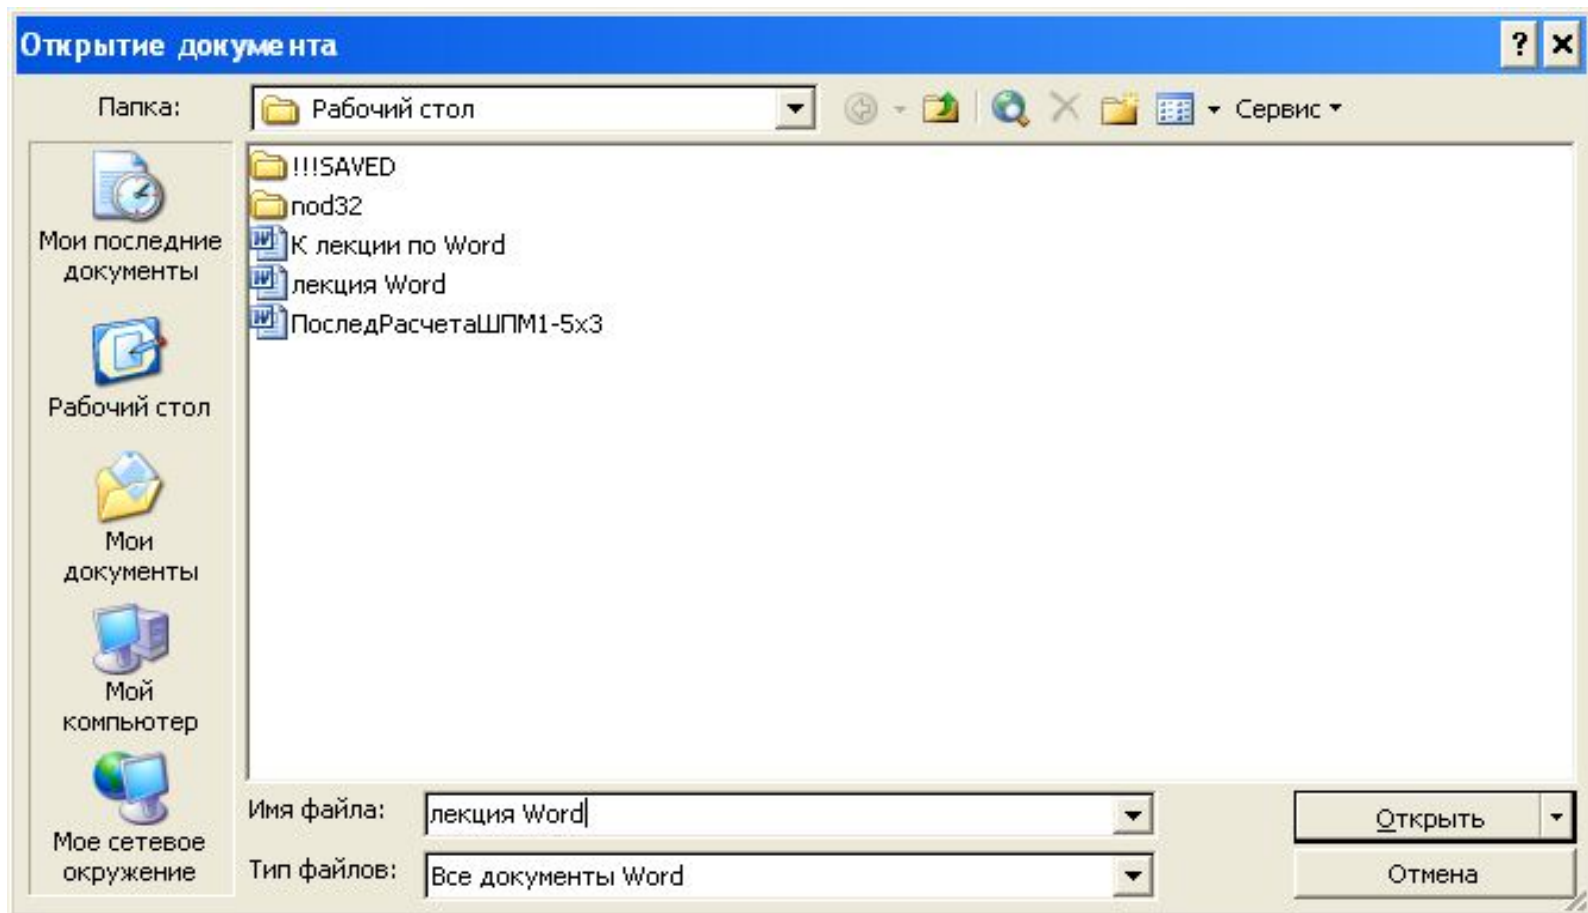 Открытие документа
Папка:
Рабочий стол
Сервис
!!!SAVED
nod32
К лекции по Word
лекция Word
ПоследРасчетаШПМ1-5х3
Мои последние
документы
Рабочий стол
Мои
документы
Мой
компьютер
Мое сетевое
окружение
Имя файла:
лекция Word
Открыть
Тип файлов:
Все документы Word
Отмена